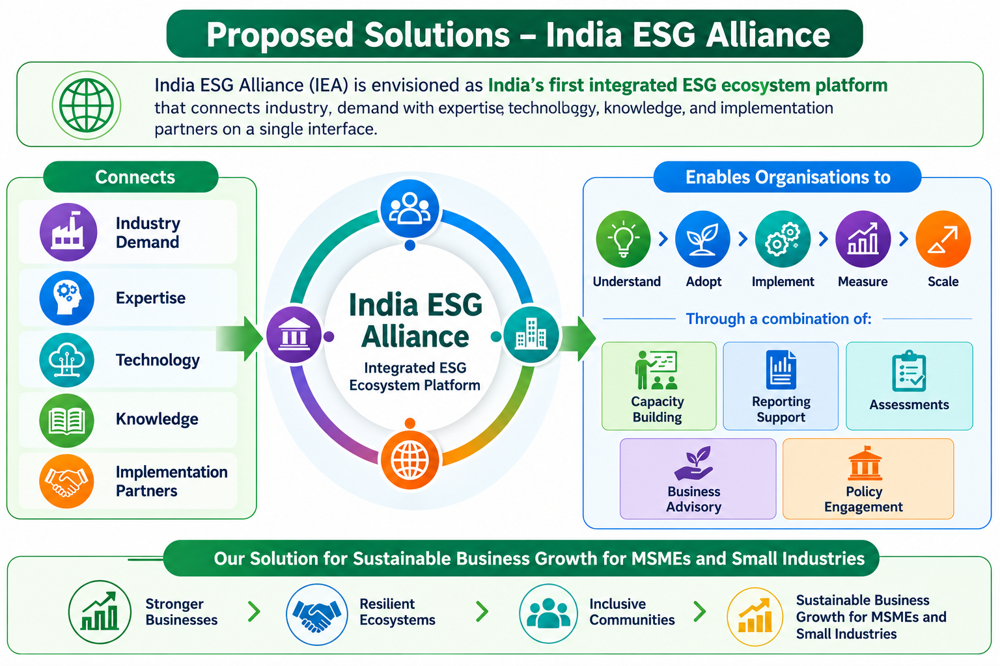 Proposed Solutions – India ESG Alliance
India ESG Alliance (IEA) is envisioned as India's first integrated ESG ecosystem platform
that connects industry, demand with expertise, technolbqgy, knowledge, and implementation
partners on a single interface.
Connects
Industry
Demand
Expertise
Technology
Knowledge
Implementation
Partners
India ESG
Alliance
Integrated ESG
Ecosystem Platform
Enables Organisations to
Understand
Adopt
Implement
Measure
Scale
Through a combination of:
Capacity
Building
Reporting
Support
Assessments
Business
Advisory
Policy
Engagement
Our Solution for Sustainable Business Growth for MSMEs and Small Industries
Stronger
Businesses
Resilient
Ecosystems
Inclusive
Communities
Sustainable Business
Growth for MSMEs and
Small Industries